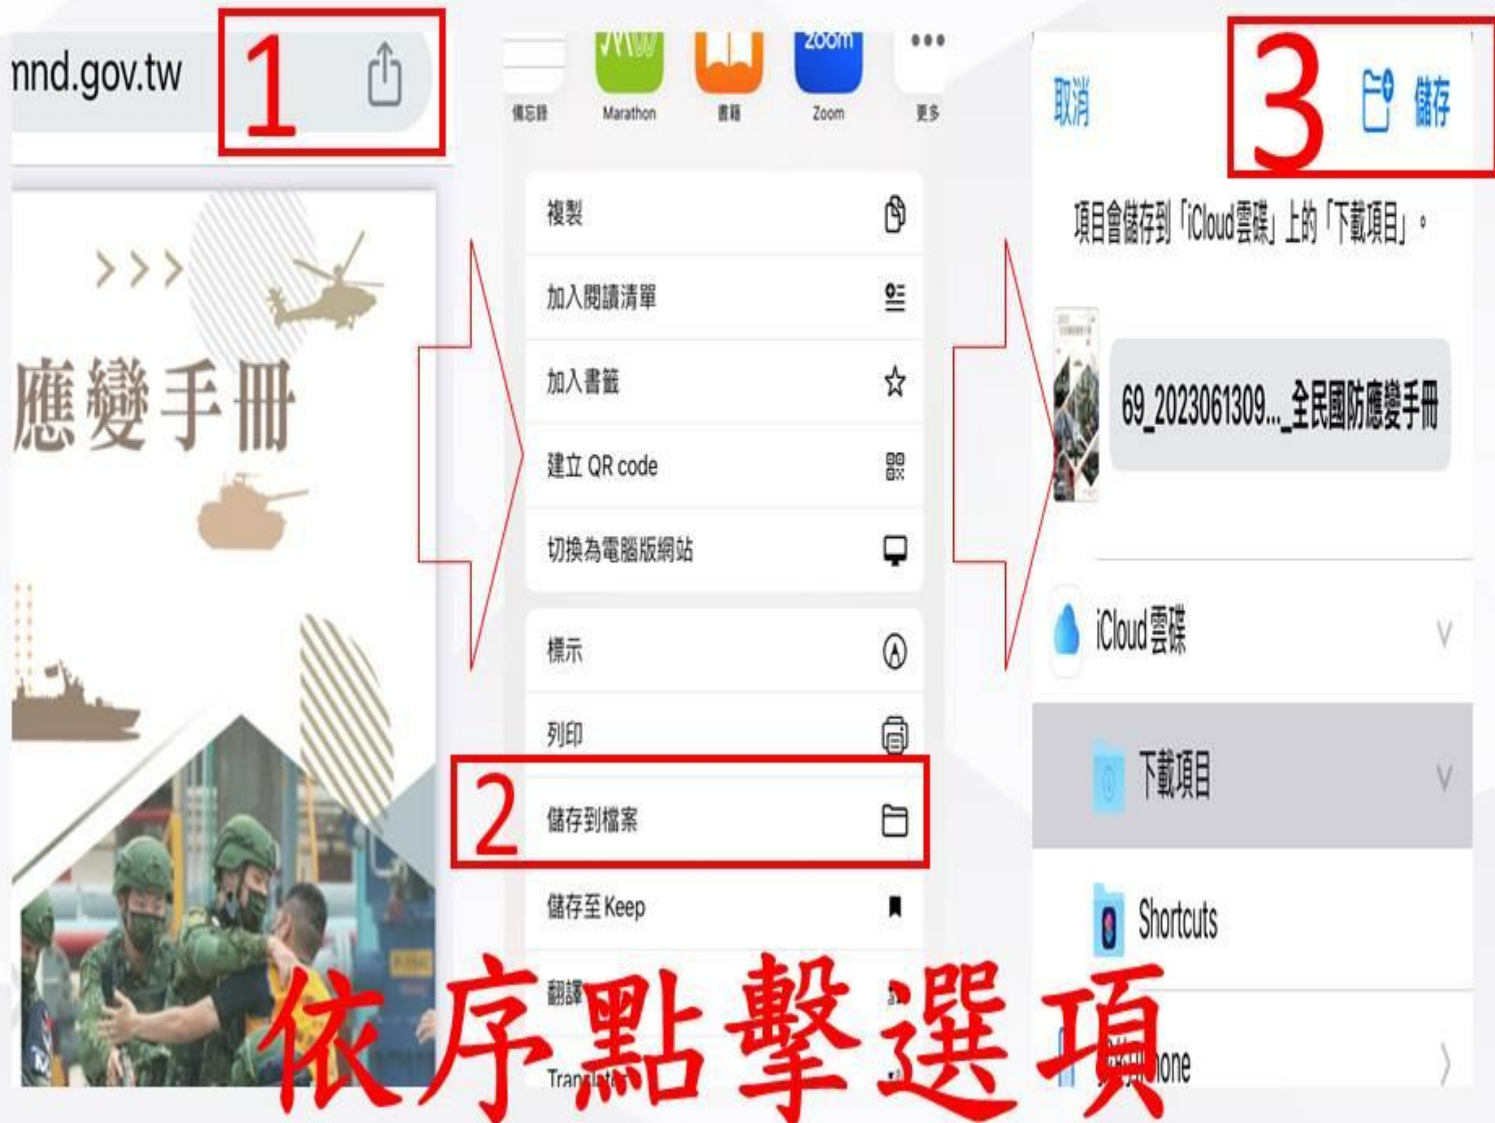 mnd.gov.tw
1
應變手冊
zoom
備忘錄
Marathon
書籍
Zoom
更多
複製
加入閱讀清單
加入書籤
建立 QR code
切換為電腦版網站
標示
列印
2
儲存到檔案
儲存至 Keep
翻譯
3
取消
儲存
項目會儲存到「iCloud雲碟」上的「下載項目」。
69_2023061309..._全民國防應變手冊
iCloud雲碟
下載項目
Shortcuts
依序點擊選項